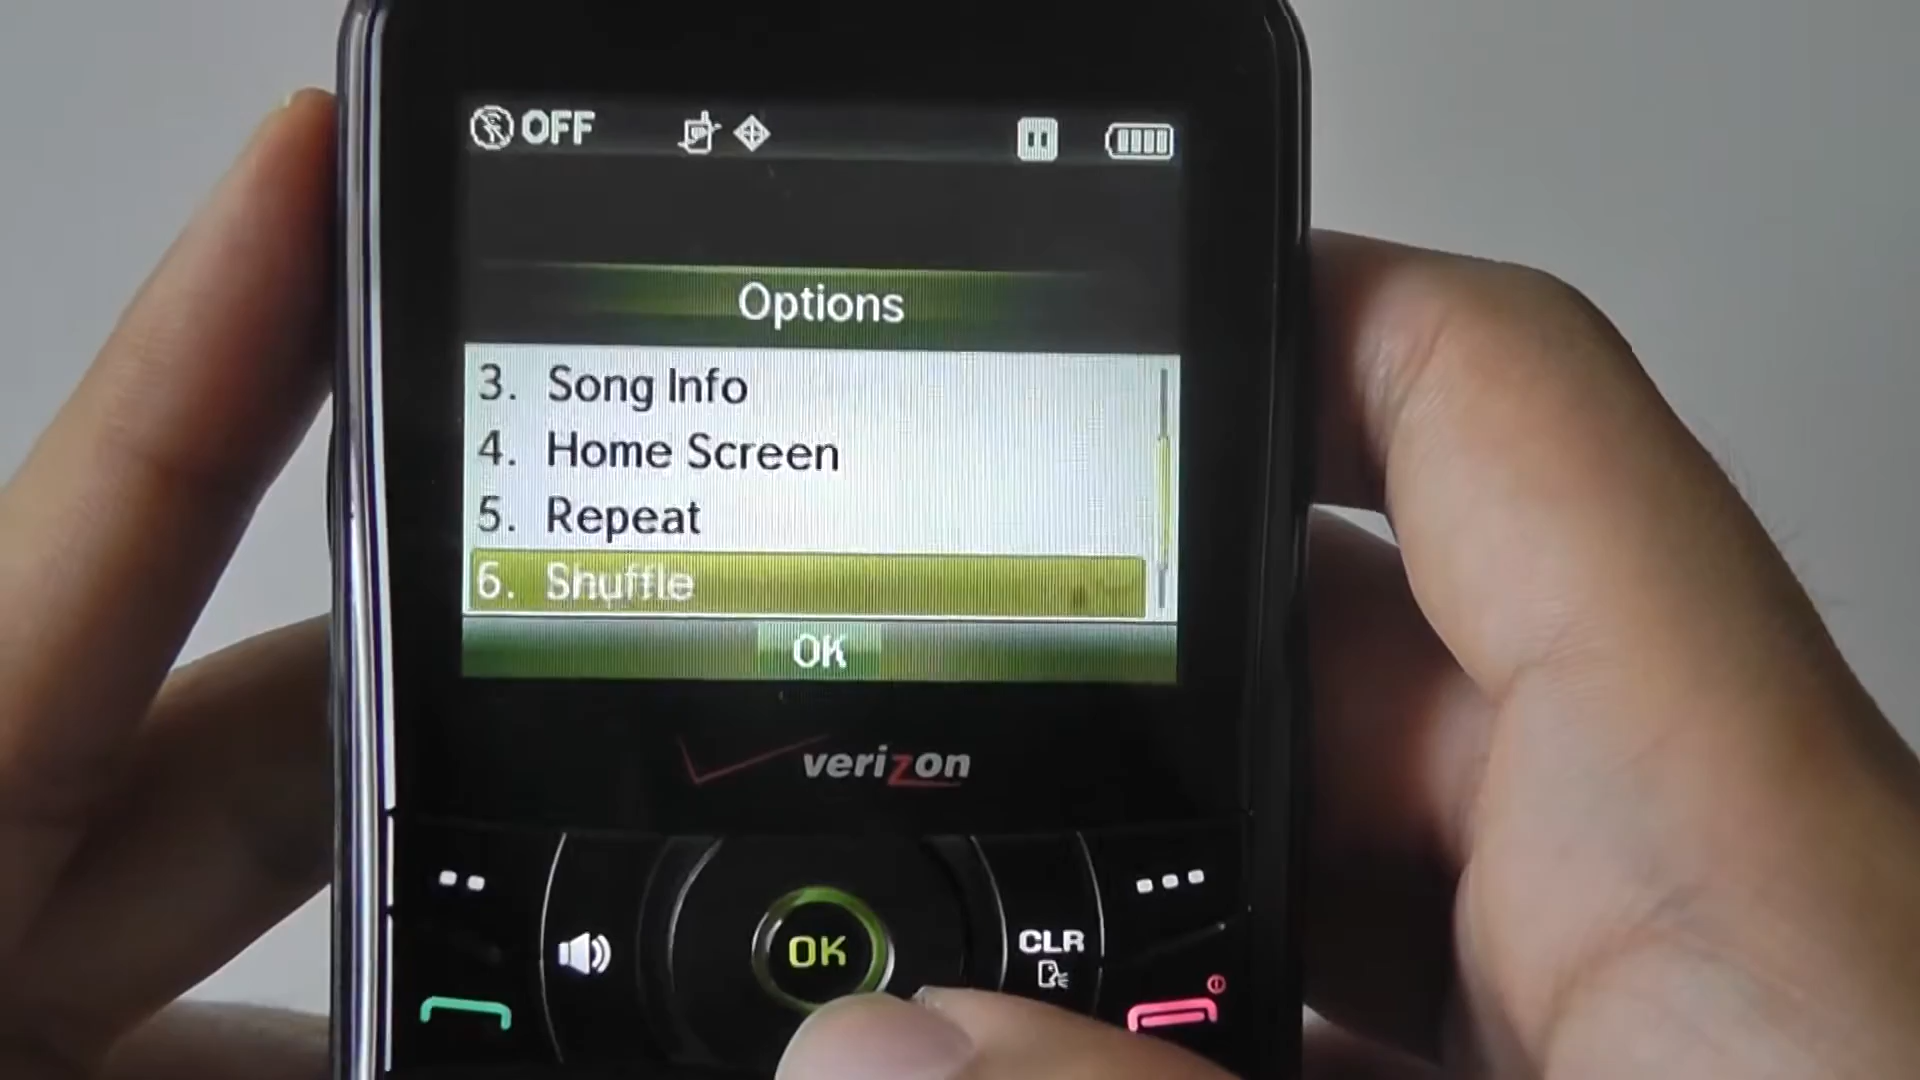 OFF
Options
3. Song Info
4. Home Screen
5. Repeat
6. Shuffle
OK
verizon
OK
CLR